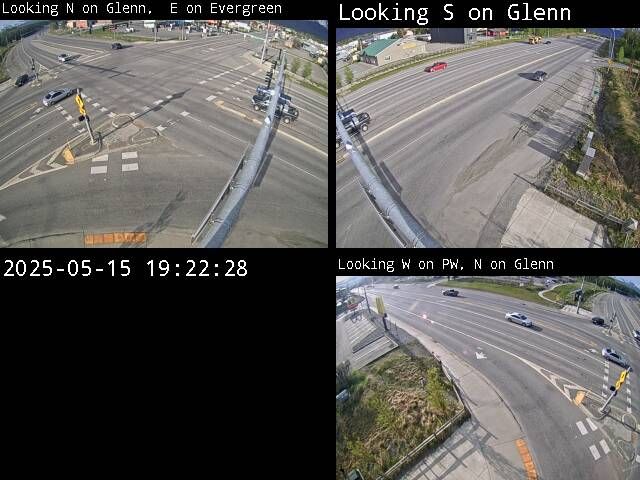 Looking N on Glenn,  E on Evergreen
Looking S on Glenn
2025-05-15 19:22:28
Looking W on PW, N on Glenn